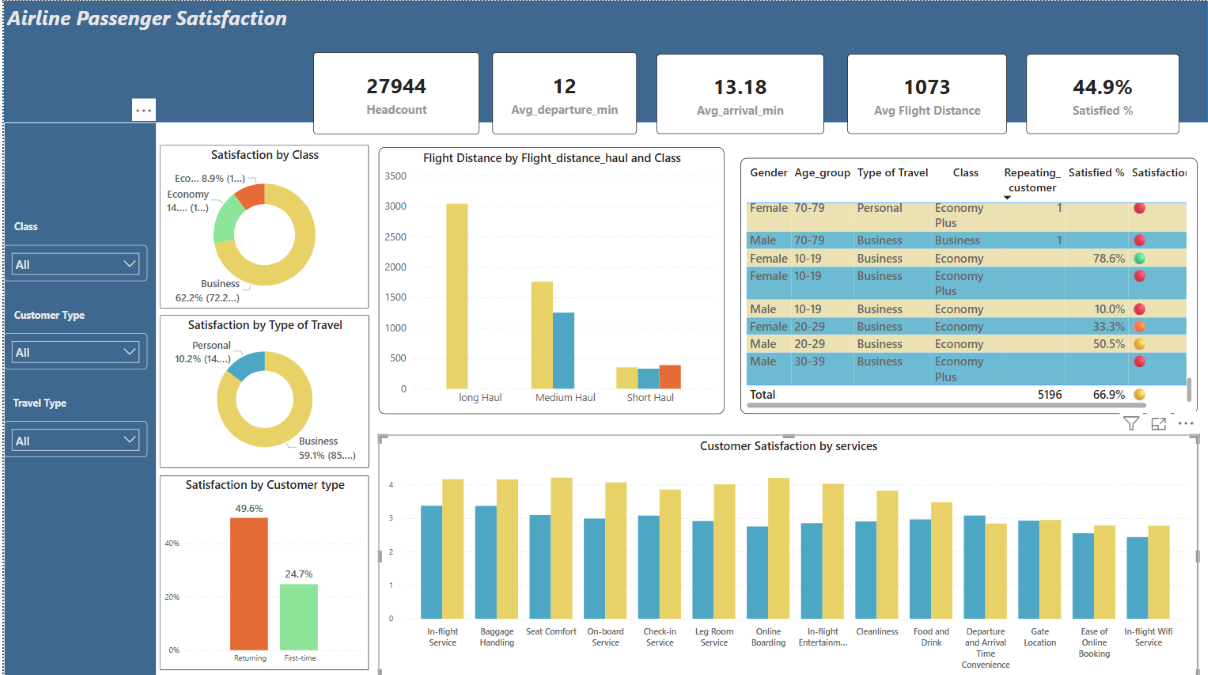 Airline Passenger Satisfaction
27944
Headcount
12
Avg_departure_min
13.18
Avg_arrival_min
1073
Avg Flight Distance
44.9%
Satisfied %
Class
All
Customer Type
All
Travel Type
All
Satisfaction by Class
Eco... 8.9% (1...)
Economy
14.... (1...)
Business
62.2% (72.2...)
Satisfaction by Type of Travel
Personal
10.2% (14....)
Business
59.1% (85....)
Satisfaction by Customer type
49.6%
24.7%
40%
20%
0%
Returning First-time
Flight Distance by Flight_distance_haul and Class
3500
3000
2500
2000
1500
1000
500
0
long Haul Medium Haul Short Haul
Gender Age_group Type of Travel Class Repeating_ Satisfied % Satisfaction
customer
Female 70-79 Personal Economy 1
Plus
Male 70-79 Business Business 1
Female 10-19 Business Economy 78.6%
Female 10-19 Business Economy
Plus
Male 10-19 Business Economy 10.0%
Female 20-29 Business Economy 33.3%
Male 20-29 Business Economy 50.5%
Male 30-39 Business Economy
Plus
Total 5196 66.9%
Customer Satisfaction by services
4
3
2
1
0
In-flight Baggage Seat Comfort On-board Check-in Leg Room Online In-flight Cleanliness Food and Departure Gate Ease of In-flight Wifi
Service Handling Service Service Service Boarding Entertainm... Drink and Arrival Location Online Service
Time Booking
Convenience